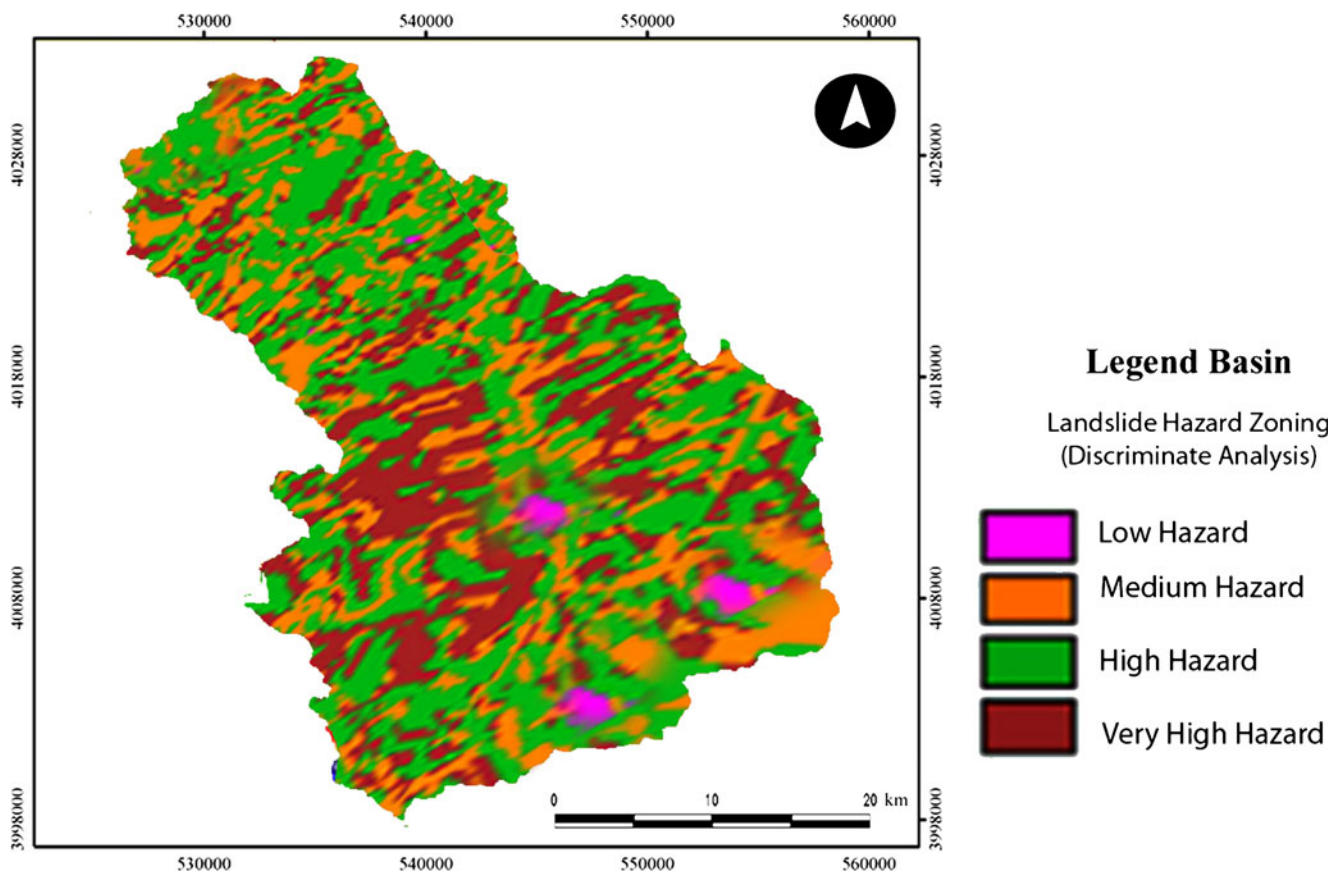 530000 540000 550000 560000
4028000 4028000
4018000 4018000
Legend Basin
Landslide Hazard Zoning
(Discriminate Analysis)
Low Hazard
Medium Hazard
High Hazard
Very High Hazard
4008000 4008000
3998000 3998000
0 10 20 km
530000 540000 550000 560000